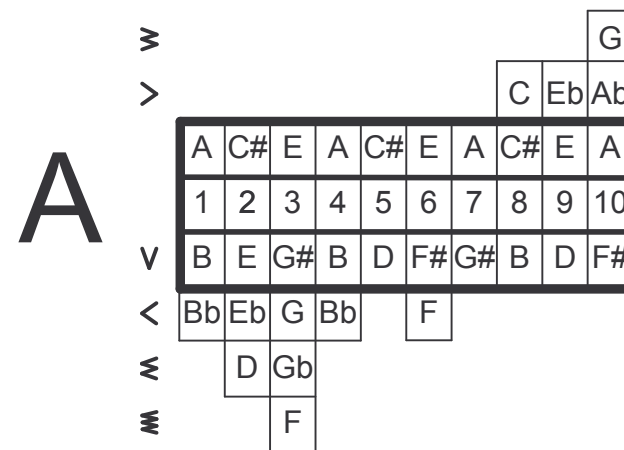 G
C Eb Ab
A C# E A C# E A C# E A
A
1 2 3 4 5 6 7 8 9 10
B E G# B D F# G# B D F#
Bb Eb G Bb F
D Gb
F